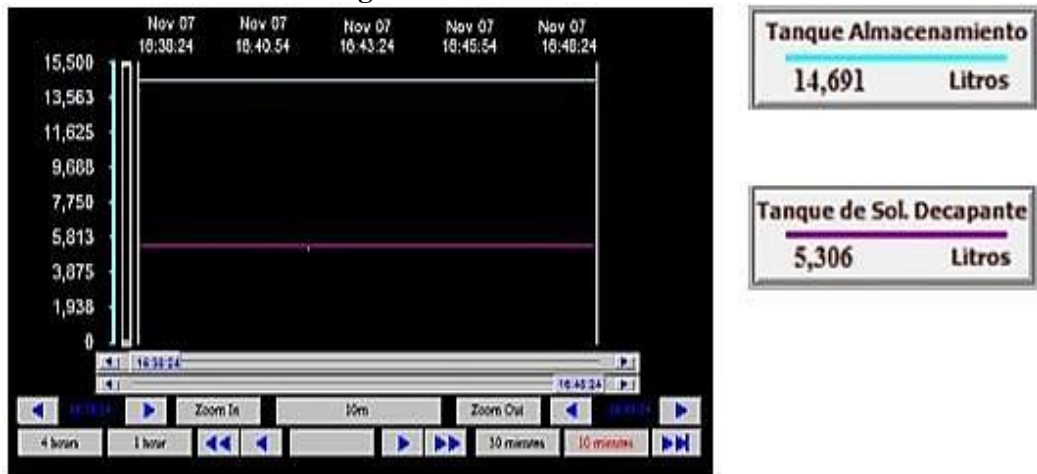 Nov 07 Nov 07 Nov 07 Nov 07 Nov 07
16:38:24 16:40:54 16:43:24 16:45:54 16:48:24
15,500
13,563
11,625
9,688
7,750
5,813
3,875
1,938
0
16:38:24
16:48:24
Zoom In 10m Zoom Out
4 hours 1 hour 30 minutes 10 minutes
Tanque Almacenamiento
14,691 Litros
Tanque de Sol. Decapante
5,306 Litros